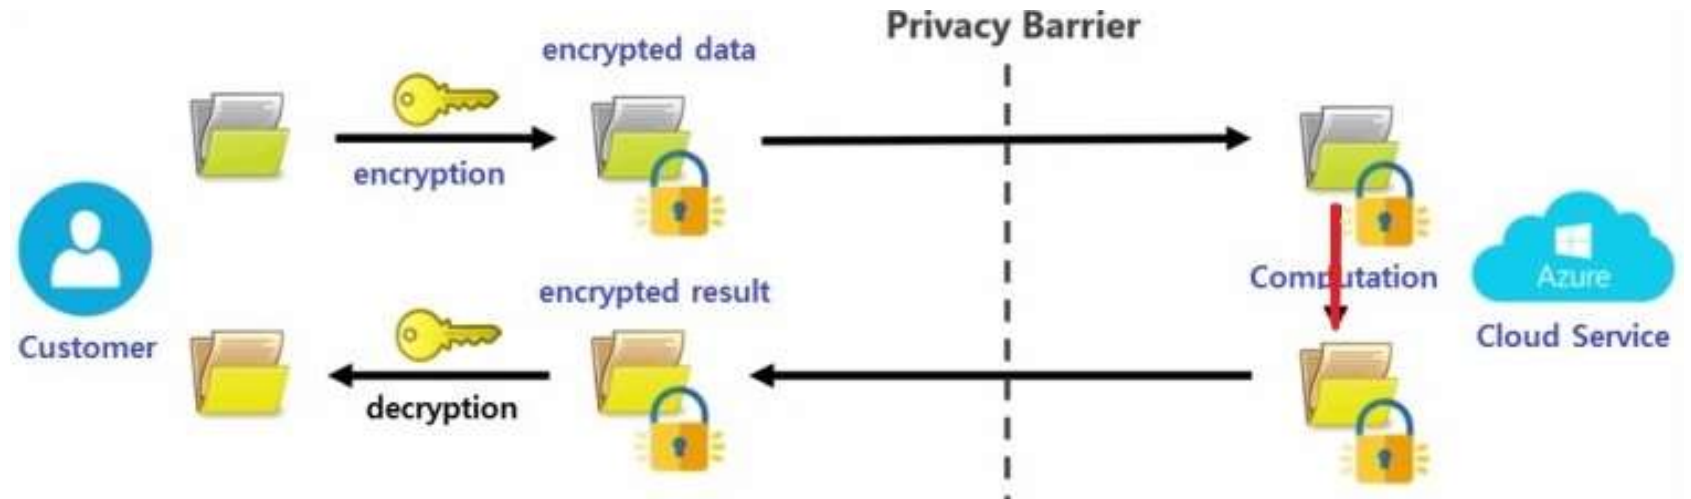 Privacy Barrier
encrypted data
encryption
Customer
encrypted result
decryption
Computation
Azure
Cloud Service